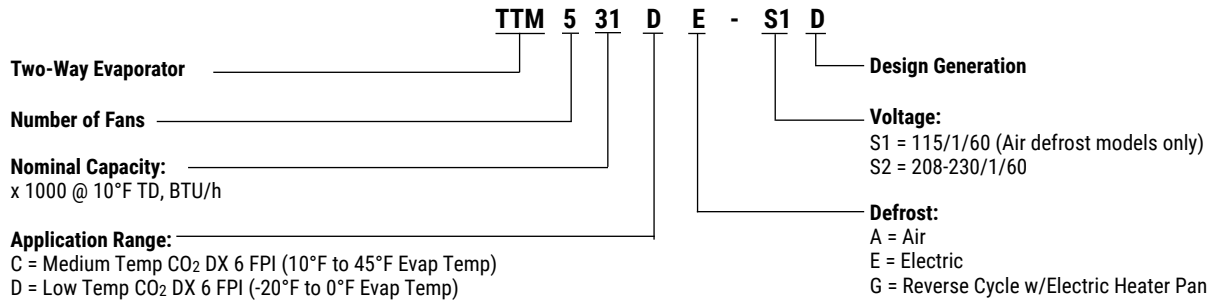 TTM 5 31 D E - S1 D
Two-Way Evaporator
Number of Fans
Nominal Capacity:
x 1000 @ 10°F TD, BTU/h
Application Range:
C = Medium Temp CO2 DX 6 FPI (10°F to 45°F Evap Temp)
D = Low Temp CO2 DX 6 FPI (-20°F to 0°F Evap Temp)
Design Generation
Voltage:
S1 = 115/1/60 (Air defrost models only)
S2 = 208-230/1/60
Defrost:
A = Air
E = Electric
G = Reverse Cycle w/Electric Heater Pan